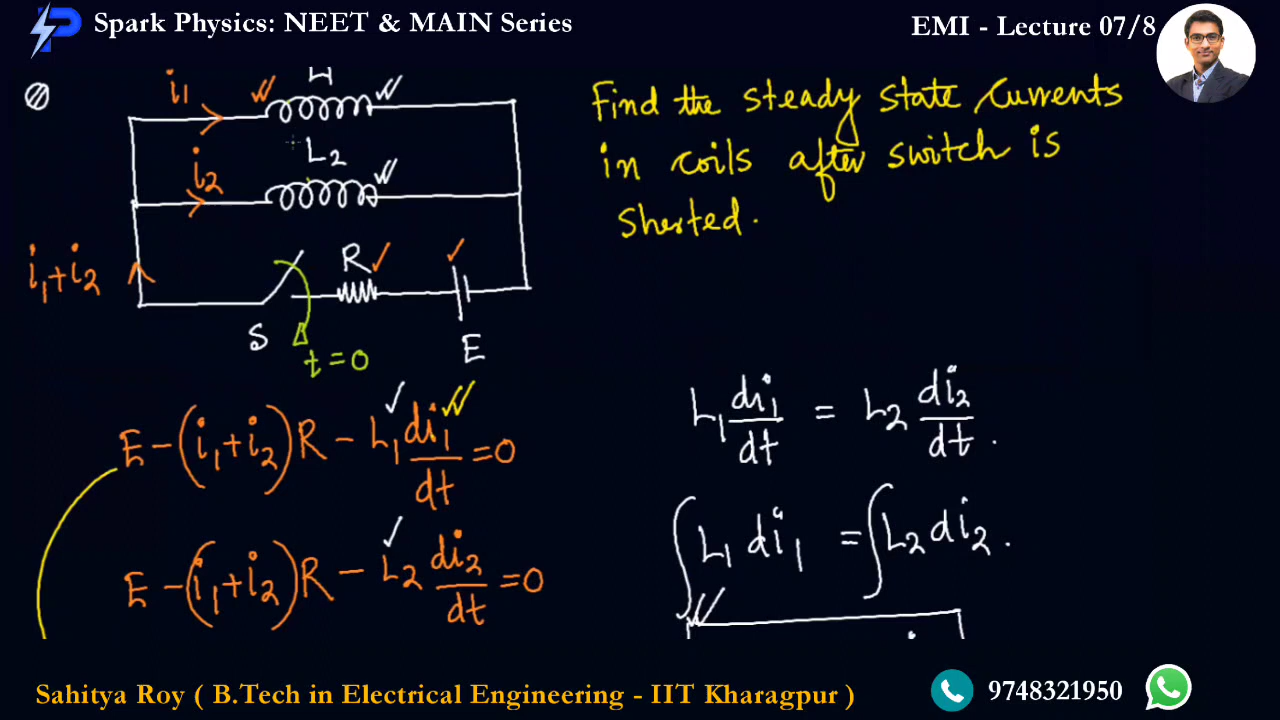 Spark Physics: NEET & MAIN Series
EMI - Lecture 07/8
i₁
L₂
i₂
i₁+i₂
R
S
E
t=0
Find the steady state currents
in coils after switch is
shorted.
E-(i₁+i₂)R - L₁ di₁/dt =0
E-(i₁+i₂)R - L₂ di₂/dt =0
L₁ di₁/dt = L₂ di₂/dt.
∫L₁ di₁ = ∫L₂ di₂.
Sahitya Roy ( B.Tech in Electrical Engineering - IIT Kharagpur )
9748321950